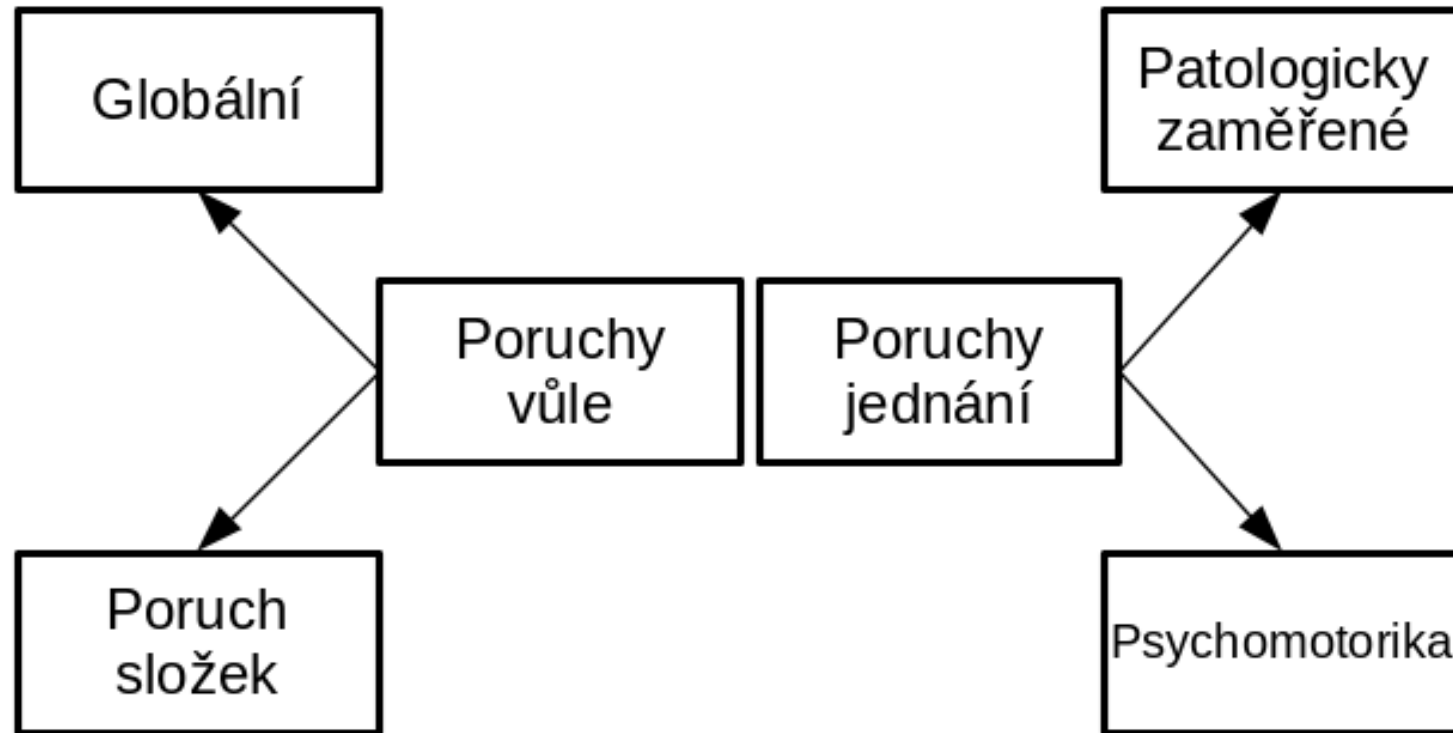 Globální
Patologicky
zaměřené
Poruchy
vůle
Poruchy
jednání
Poruch
složek
Psychomotorika